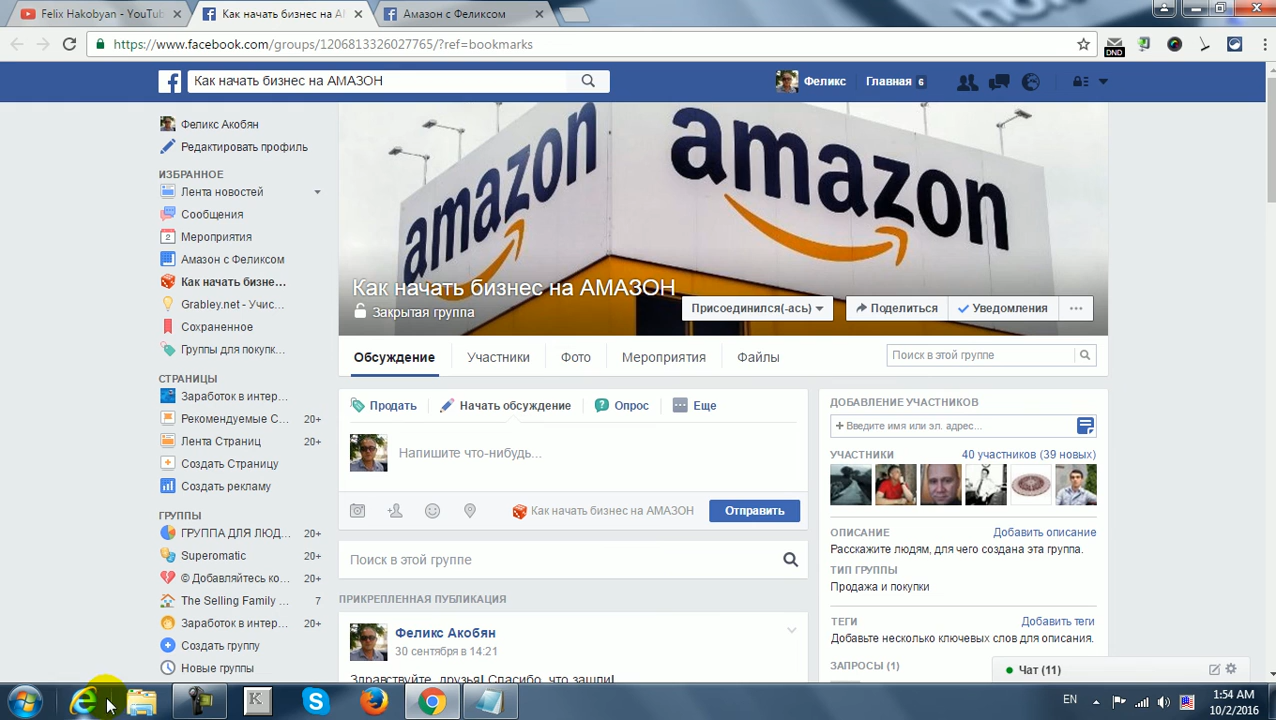 Felix Hakobyan - YouTu
Как начать бизнес на А
Амазон с Феликсом
https://www.facebook.com/groups/1206813326027765/?ref=bookmarks
DND
Как начать бизнес на АМАЗОН
Феликс
Главная 6
Феликс Акобян
Редактировать профиль
ИЗБРАННОЕ
Лента новостей
Сообщения
2 Мероприятия
Амазон с Феликсом
Как начать бизне...
Grabley.net - Учис...
Сохраненное
Группы для покупк...
СТРАНИЦЫ
Заработок в интер...
Рекомендуемые С... 20+
Лента Страниц 20+
Создать Страницу
Создать рекламу
ГРУППЫ
ГРУППА ДЛЯ ЛЮД... 20+
Superomatic 20+
© Добавляйтесь ко... 20+
The Selling Family ... 7
Заработок в интер... 20+
Создать группу
Новые группы
amazon
amazon
Как начать бизнес на АМАЗОН
Закрытая группа
Присоединился(-ась)
Поделиться
Уведомления
...
Обсуждение
Участники
Фото
Мероприятия
Файлы
Поиск в этой группе
Продать
Начать обсуждение
Опрос
Еще
Напишите что-нибудь...
Как начать бизнес на АМАЗОН
Отправить
Поиск в этой группе
ПРИКРЕПЛЕННАЯ ПУБЛИКАЦИЯ
Феликс Акобян
30 сентября в 14:21
Здравствуйте, друзья! Спасибо, что зашли!
ДОБАВЛЕНИЕ УЧАСТНИКОВ
+ Введите имя или эл. адрес...
УЧАСТНИКИ
40 участников (39 новых)
ОПИСАНИЕ
Добавить описание
Расскажите людям, для чего создана эта группа.
ТИП ГРУППЫ
Продажа и покупки
ТЕГИ
Добавить теги
Добавьте несколько ключевых слов для описания.
ЗАПРОСЫ (1)
Чат (11)
EN
1:54 AM
10/2/2016